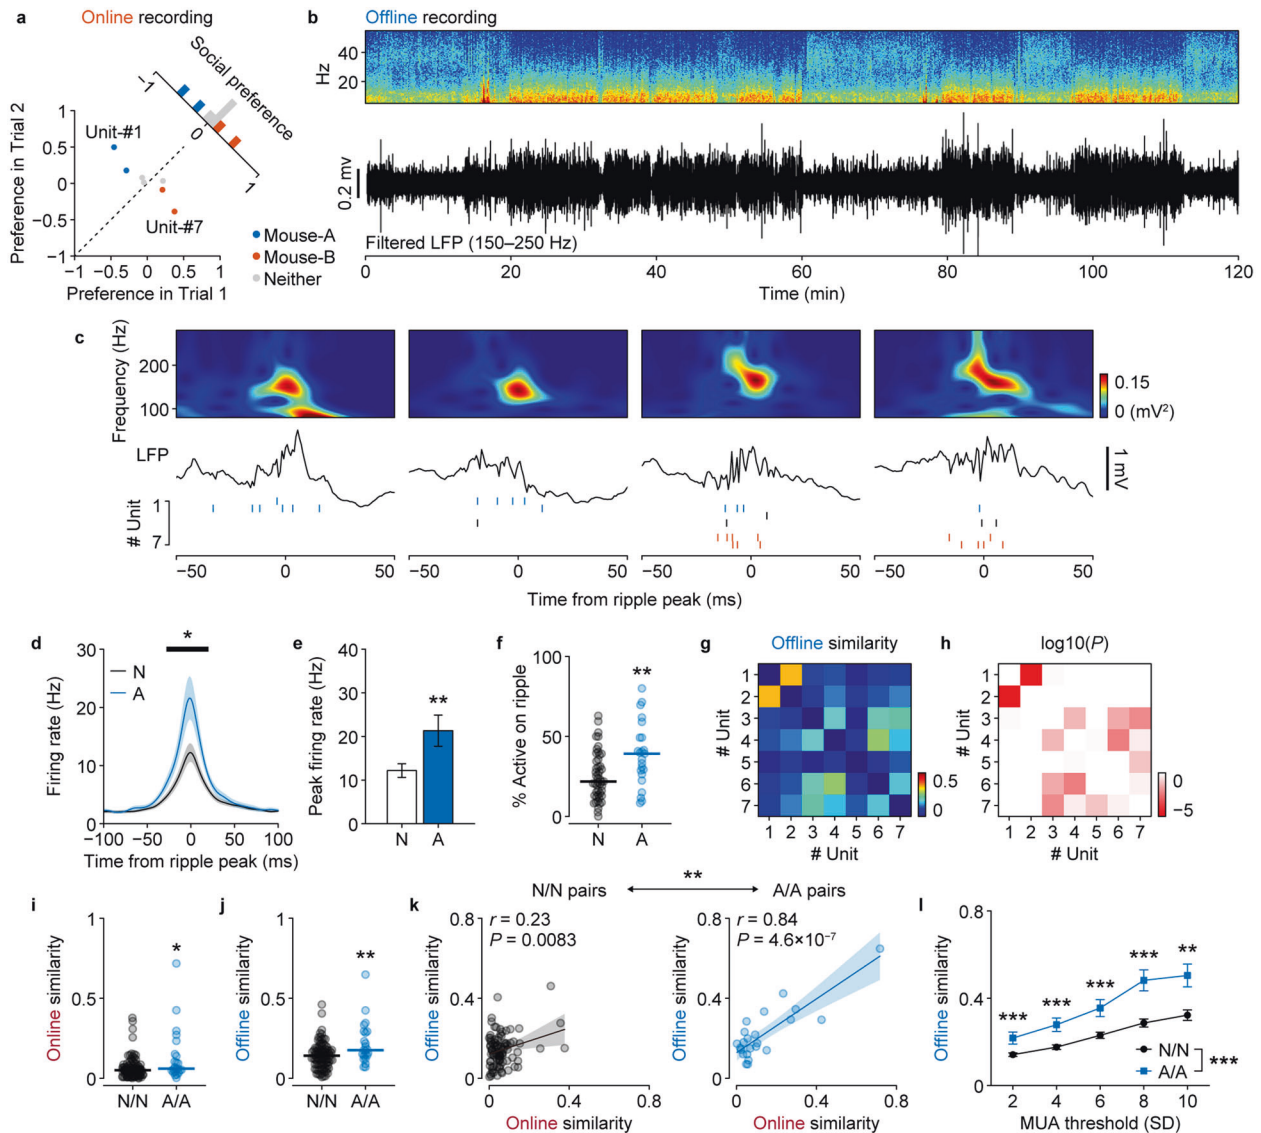 a
Online recording
Social preference
−1
0
1
Preference in Trial 2
1
0.5
0
−0.5
−1
Unit-#1
Unit-#7
−1 −0.5 0 0.5 1
Preference in Trial 1
Mouse-A
Mouse-B
Neither
b
Offline recording
Hz
40
20
0.2 mv
Filtered LFP (150–250 Hz)
0 20 40 60 80 100 120
Time (min)
c
Frequency (Hz)
200
100
0.15
0 (mV²)
LFP
1 mV
# Unit
1
7
−50 0 50
−50 0 50
−50 0 50
−50 0 50
Time from ripple peak (ms)
d
*
Firing rate (Hz)
30
20
10
0
N
A
−100 −50 0 50 100
Time from ripple peak (ms)
e
Peak firing rate (Hz)
40
30
20
10
0
**
N A
f
% Active on ripple
100
50
0
**
N A
g
Offline similarity
# Unit
1
2
3
4
5
6
7
1 2 3 4 5 6 7
# Unit
0.5
0
h
log10(P)
# Unit
1
2
3
4
5
6
7
1 2 3 4 5 6 7
# Unit
0
−5
i
Online similarity
1
0.5
0
*
N/N A/A
j
Offline similarity
1
0.5
0
**
N/N A/A
k
N/N pairs ** A/A pairs
Offline similarity
0.8
0.4
0
r = 0.23
P = 0.0083
0 0.4 0.8
Online similarity
Offline similarity
0.8
0.4
0
r = 0.84
P = 4.6×10⁻⁷
0 0.4 0.8
Online similarity
l
Offline similarity
0.8
0.4
0
*** *** *** *** **
N/N
A/A
***
2 4 6 8 10
MUA threshold (SD)